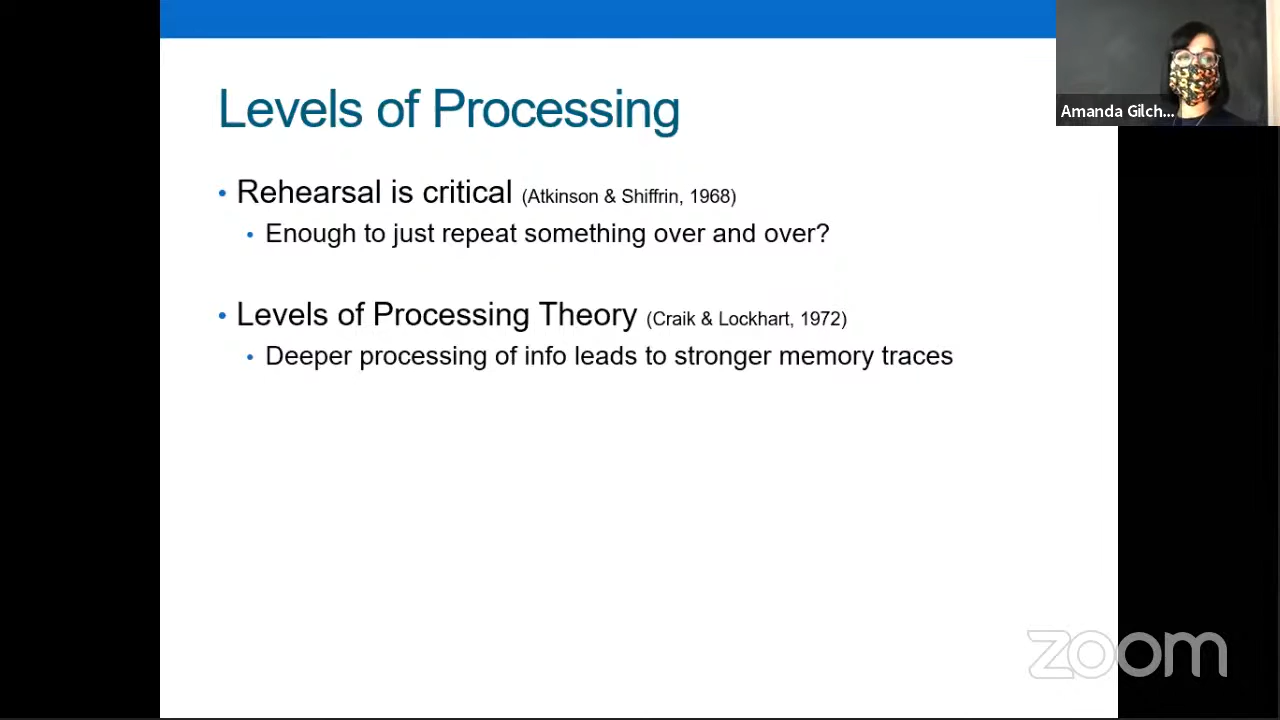 Levels of Processing
• Rehearsal is critical (Atkinson & Shiffrin, 1968)
• Enough to just repeat something over and over?
• Levels of Processing Theory (Craik & Lockhart, 1972)
• Deeper processing of info leads to stronger memory traces
Amanda Gilch...
zoom